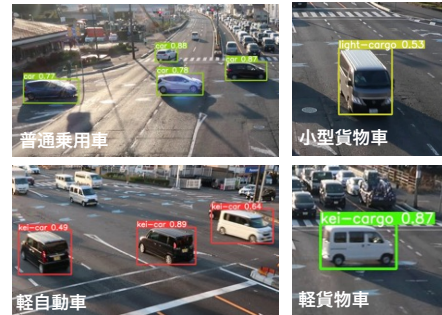 car 0.88
car 0.77
car 0.78
car 0.87
普通乗用車
light-cargo 0.53
小型貨物車
kei-car 0.49
kei-car 0.89
kei-car 0.64
軽自動車
kei-cargo 0.87
軽貨物車